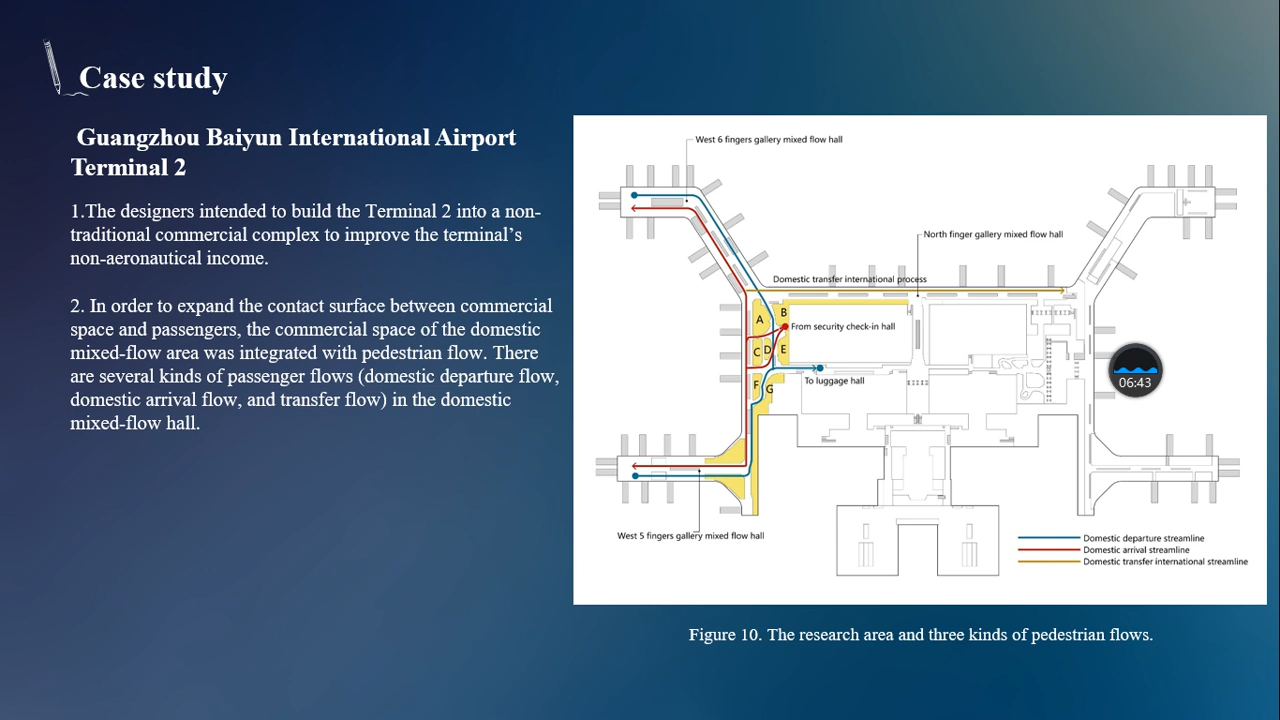 Case study
Guangzhou Baiyun International Airport
Terminal 2
1.The designers intended to build the Terminal 2 into a non-
traditional commercial complex to improve the terminal's
non-aeronautical income.
2. In order to expand the contact surface between commercial
space and passengers, the commercial space of the domestic
mixed-flow area was integrated with pedestrian flow. There
are several kinds of passenger flows (domestic departure flow,
domestic arrival flow, and transfer flow) in the domestic
mixed-flow hall.
West 6 fingers gallery mixed flow hall
North finger gallery mixed flow hall
Domestic transfer international process
A
B
From security check-in hall
C
D
E
To luggage hall
F
G
06:43
West 5 fingers gallery mixed flow hall
Domestic departure streamline
Domestic arrival streamline
Domestic transfer international streamline
Figure 10. The research area and three kinds of pedestrian flows.